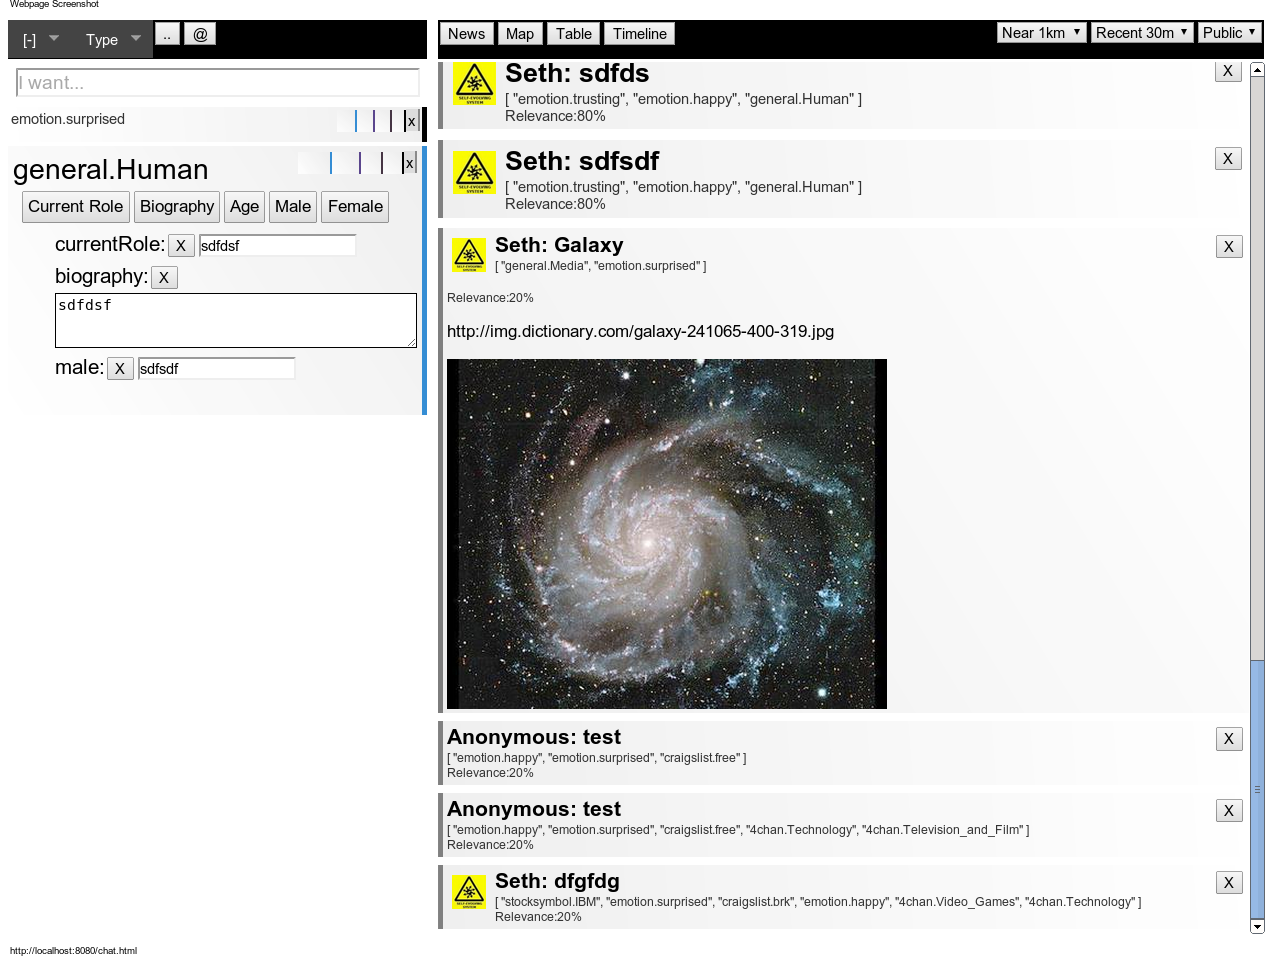 Webpage Screenshot
[-] Type .. @
I want...
emotion.surprised
x
general.Human
x
Current Role Biography Age Male Female
currentRole: X sdfdsf
biography: X
sdfdsf
male: X sdfsdf
News Map Table Timeline Near 1km Recent 30m Public
Seth: sdfds
X
[ "emotion.trusting", "emotion.happy", "general.Human" ]
Relevance:80%
SELF-EVOLVING
SYSTEM
Seth: sdfsdf
X
[ "emotion.trusting", "emotion.happy", "general.Human" ]
Relevance:80%
SELF-EVOLVING
SYSTEM
Seth: Galaxy
X
[ "general.Media", "emotion.surprised" ]
Relevance:20%
http://img.dictionary.com/galaxy-241065-400-319.jpg
Anonymous: test
X
[ "emotion.happy", "emotion.surprised", "craigslist.free" ]
Relevance:20%
Anonymous: test
X
[ "emotion.happy", "emotion.surprised", "craigslist.free", "4chan.Technology", "4chan.Television_and_Film" ]
Relevance:20%
Seth: dfgfdg
X
[ "stocksymbol.IBM", "emotion.surprised", "craigslist.brk", "emotion.happy", "4chan.Video_Games", "4chan.Technology" ]
Relevance:20%
http://localhost:8080/chat.html